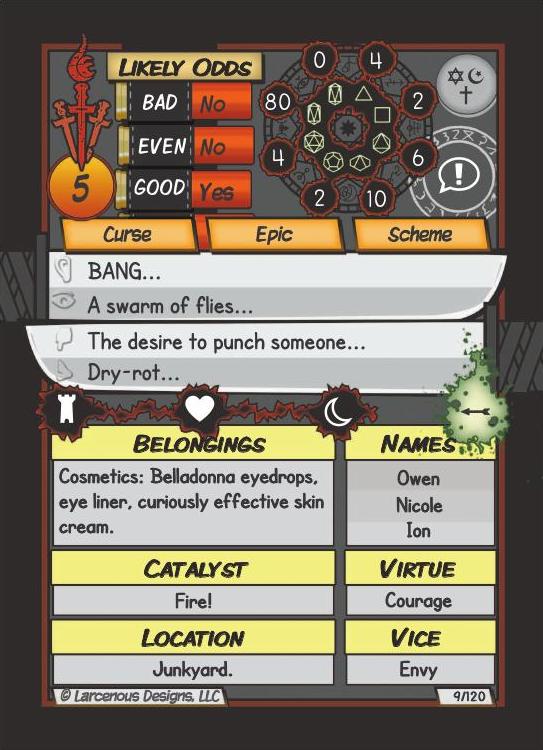 LIKELY ODDS
BAD No
EVEN No
GOOD Yes
5
0
4
80
2
4
6
2
10
Curse Epic Scheme
BANG...
A swarm of flies...
The desire to punch someone...
Dry-rot...
BELONGINGS
Cosmetics: Belladonna eyedrops,
eye liner, curiously effective skin
cream.
NAMES
Owen
Nicole
Ion
CATALYST
Fire!
VIRTUE
Courage
LOCATION
Junkyard.
VICE
Envy
© Larcenous Designs, LLC
9/120